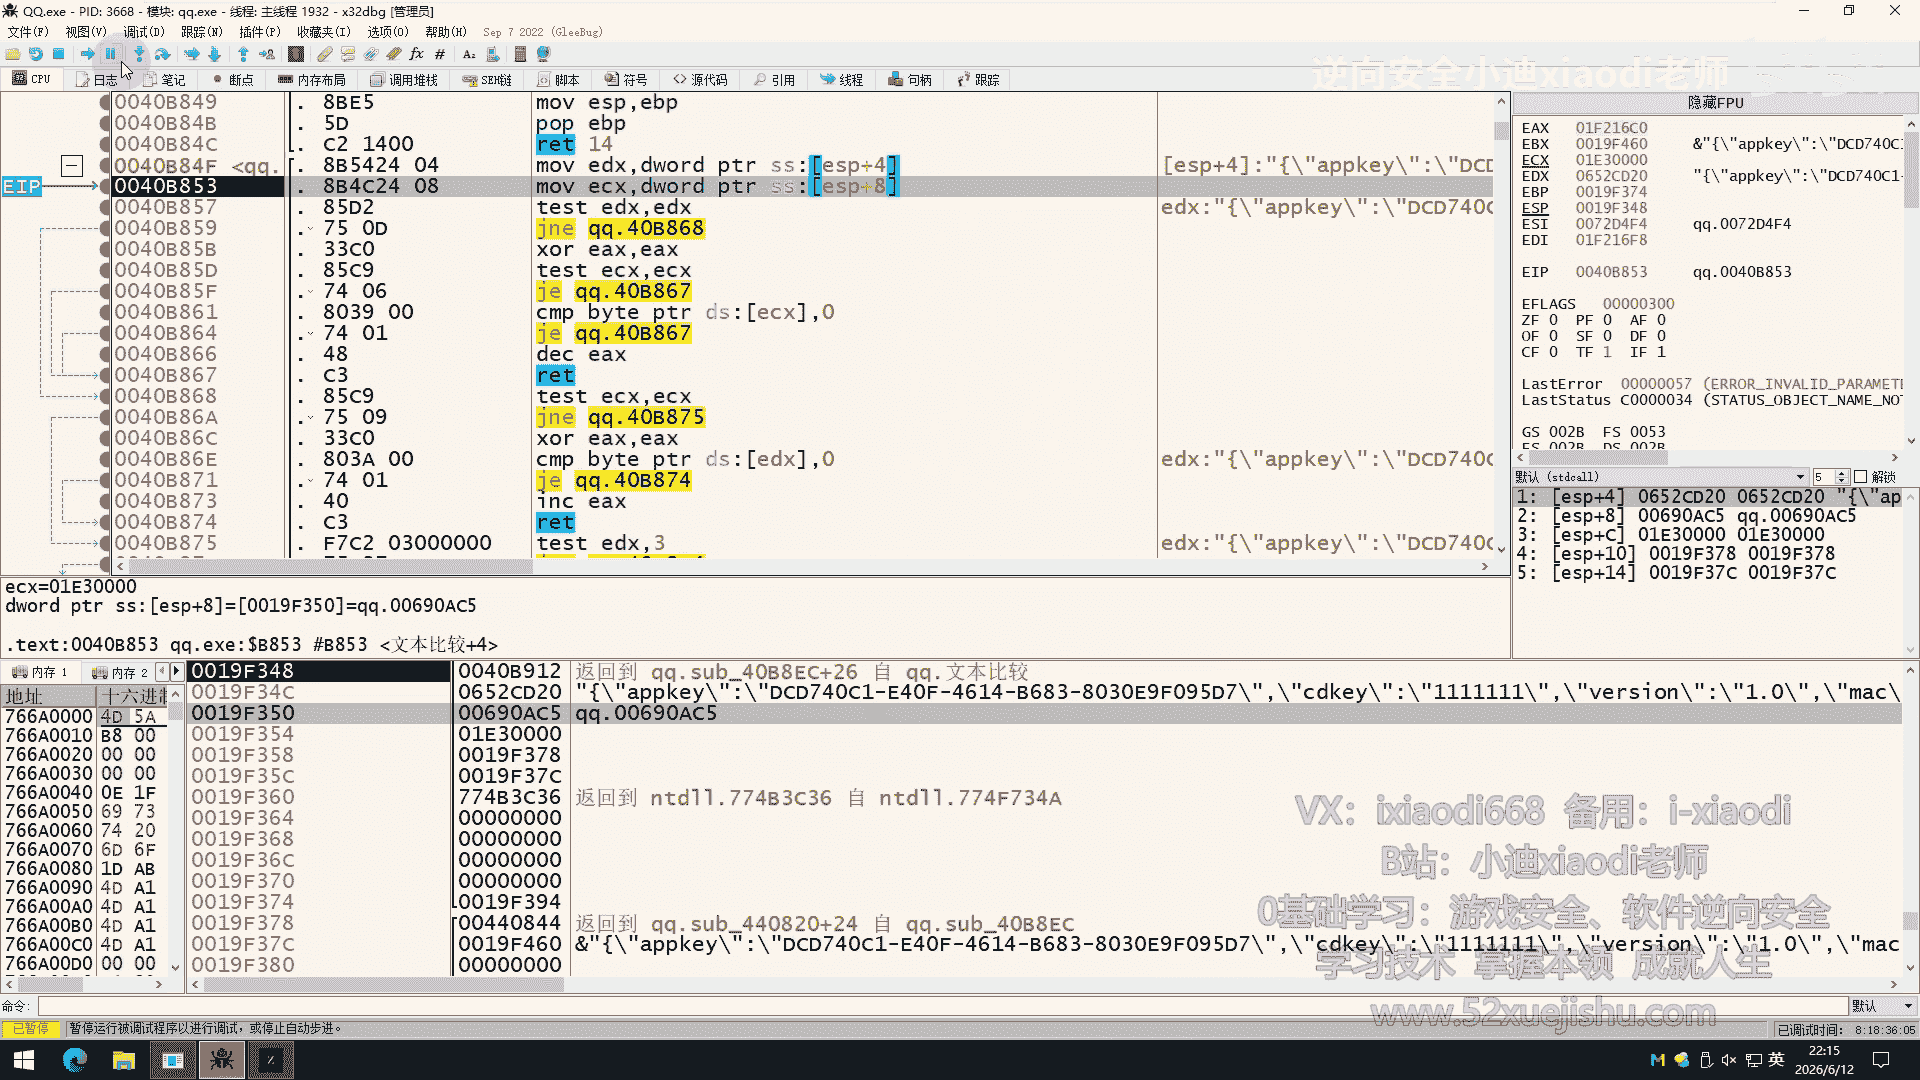 QQ.exe - PID: 3668 - 模块: qq.exe - 线程: 主线程 1932 - x32dbg [管理员]
文件(F) 视图(V) 调试(D) 跟踪(N) 插件(P) 收藏夹(I) 选项(O) 帮助(H) Sep 7 2022 (GleeBug)
CPU 日志 笔记 断点 内存布局 调用堆栈 SEH链 脚本 符号 源代码 引用 线程 句柄 跟踪
逆向安全小迪xiaodi老师
0040B849 . 8BE5 mov esp,ebp
0040B84B . 5D pop ebp
0040B84C . C2 1400 ret 14
0040B84F <qq. . 8B5424 04 mov edx,dword ptr ss:[esp+4] [esp+4]:"{\"appkey\":\"DCD
EIP 0040B853 . 8B4C24 08 mov ecx,dword ptr ss:[esp+8]
0040B857 . 85D2 test edx,edx edx:"{\"appkey\":\"DCD740C
0040B859 . 75 0D jne qq.40B868
0040B85B . 33C0 xor eax,eax
0040B85D . 85C9 test ecx,ecx
0040B85F . 74 06 je qq.40B867
0040B861 . 8039 00 cmp byte ptr ds:[ecx],0
0040B864 . 74 01 je qq.40B867
0040B866 . 48 dec eax
0040B867 . C3 ret
0040B868 . 85C9 test ecx,ecx
0040B86A . 75 09 jne qq.40B875
0040B86C . 33C0 xor eax,eax
0040B86E . 803A 00 cmp byte ptr ds:[edx],0 edx:"{\"appkey\":\"DCD740C
0040B871 . 74 01 je qq.40B874
0040B873 . 40 inc eax
0040B874 . C3 ret
0040B875 . F7C2 03000000 test edx,3 edx:"{\"appkey\":\"DCD740C
隐藏FPU
EAX 01F216C0
EBX 0019F460 &"{\"appkey\":\"DCD740C1
ECX 01E30000
EDX 0652CD20 "{\"appkey\":\"DCD740C1-
EBP 0019F374
ESP 0019F348
ESI 0072D4F4 qq.0072D4F4
EDI 01F216F8
EIP 0040B853 qq.0040B853
EFLAGS 00000300
ZF 0 PF 0 AF 0
OF 0 SF 0 DF 0
CF 0 TF 1 IF 1
LastError 00000057 (ERROR_INVALID_PARAMETE
LastStatus C0000034 (STATUS_OBJECT_NAME_NO
GS 002B FS 0053
ES 002B DS 002B
默认 (stdcall) 5 解锁
1: [esp+4] 0652CD20 0652CD20 "{\"ap
2: [esp+8] 00690AC5 qq.00690AC5
3: [esp+C] 01E30000 01E30000
4: [esp+10] 0019F378 0019F378
5: [esp+14] 0019F37C 0019F37C
ecx=01E30000
dword ptr ss:[esp+8]=[0019F350]=qq.00690AC5
.text:0040B853 qq.exe:$B853 #B853 <文本比较+4>
内存 1 内存 2
地址 十六进制
766A0000 4D 5A
766A0010 B8 00
766A0020 00 00
766A0030 00 00
766A0040 0E 1F
766A0050 69 73
766A0060 74 20
766A0070 6D 6F
766A0080 1D AB
766A0090 4D A1
766A00A0 4D A1
766A00B0 4D A1
766A00C0 4D A1
766A00D0 00 00
0019F348 0040B912 返回到 qq.sub_40B8EC+26 自 qq.文本比较
0019F34C 0652CD20 "{\"appkey\":\"DCD740C1-E40F-4614-B683-8030E9F095D7\",\"cdkey\":\"1111111\",\"version\":\"1.0\",\"mac\
0019F350 00690AC5 qq.00690AC5
0019F354 01E30000
0019F358 0019F378
0019F35C 0019F37C
0019F360 774B3C36 返回到 ntdll.774B3C36 自 ntdll.774F734A
0019F364 00000000
0019F368 00000000
0019F36C 00000000
0019F370 00000000
0019F374 0019F394
0019F378 00440844 返回到 qq.sub_440820+24 自 qq.sub_40B8EC
0019F37C 0019F460 &"{\"appkey\":\"DCD740C1-E40F-4614-B683-8030E9F095D7\",\"cdkey\":\"1111111\",\"version\":\"1.0\",\"mac
0019F380 00000000
VX：ixiaodi668 备用：i-xiaodi
B站：小迪xiaodi老师
0基础学习：游戏安全、软件逆向安全
学习技术 掌握本领 成就人生
www.52xuejishu.com
命令: 默认
已暂停 暂停运行被调试程序以进行调试，或停止自动步进。 已调试时间: 8:18:36:05
英 22:15
2026/6/12